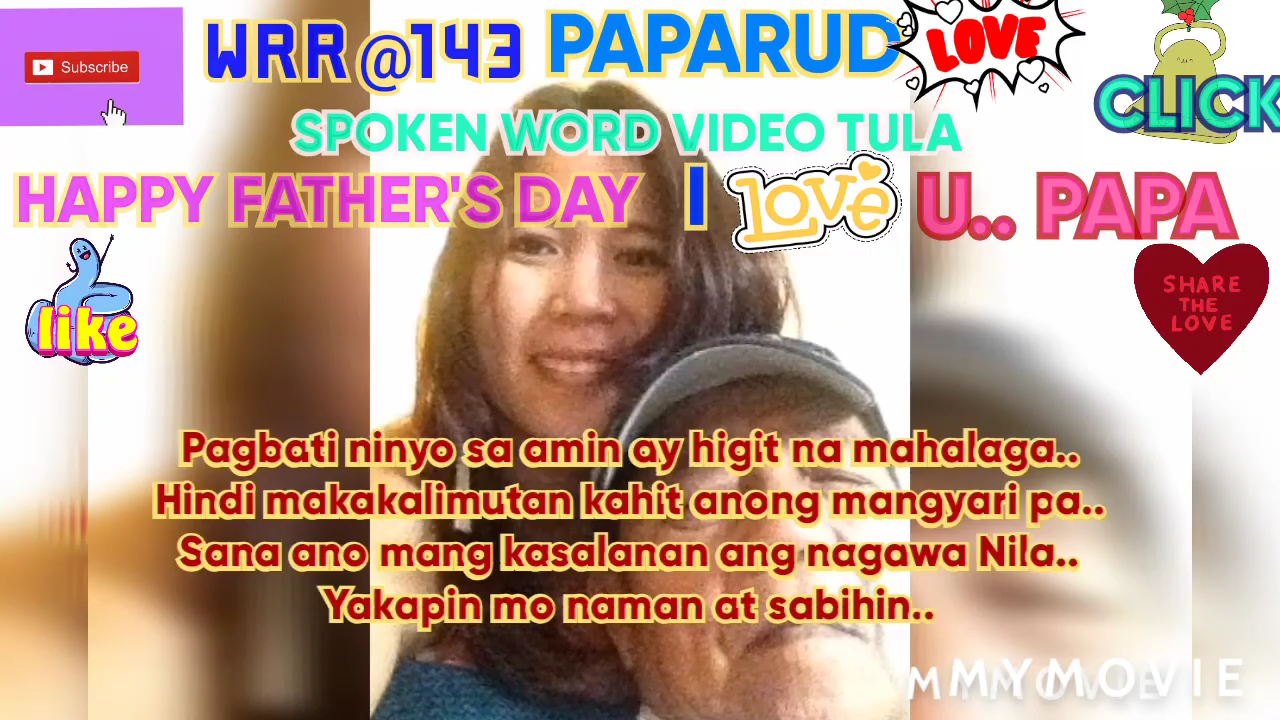 Subscribe
WRR@143 PAPARUD
LOVE
CLICK
SPOKEN WORD VIDEO TULA
HAPPY FATHER'S DAY I Love U.. PAPA
like
SHARE
THE
LOVE
Pagbati ninyo sa amin ay higit na mahalaga..
Hindi makakalimutan kahit anong mangyari pa..
Sana ano mang kasalanan ang nagawa Nila..
Yakapin mo naman at sabihin..
MYMOVIE